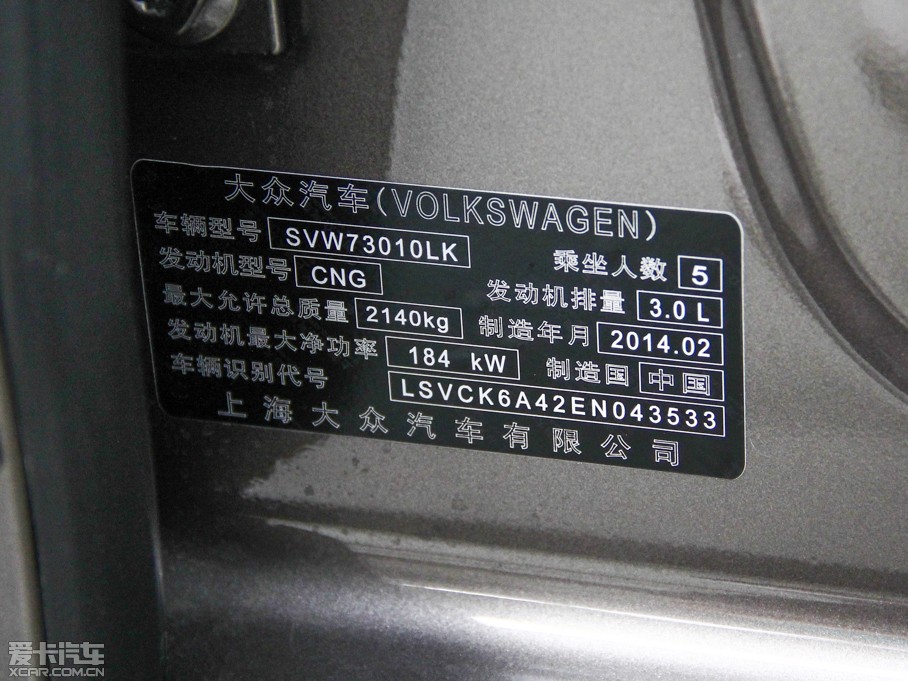 大众汽车(VOLKSWAGEN)
车辆型号 SVW73010LK 乘坐人数 5
发动机型号 CNG 发动机排量 3.0 L
最大允许总质量 2140kg 制造年月 2014.02
发动机最大净功率 184 kW 制造国 中国
车辆识别代号 LSVCK6A42EN043533
上海大众汽车有限公司
爱卡汽车
XCAR.COM.CN